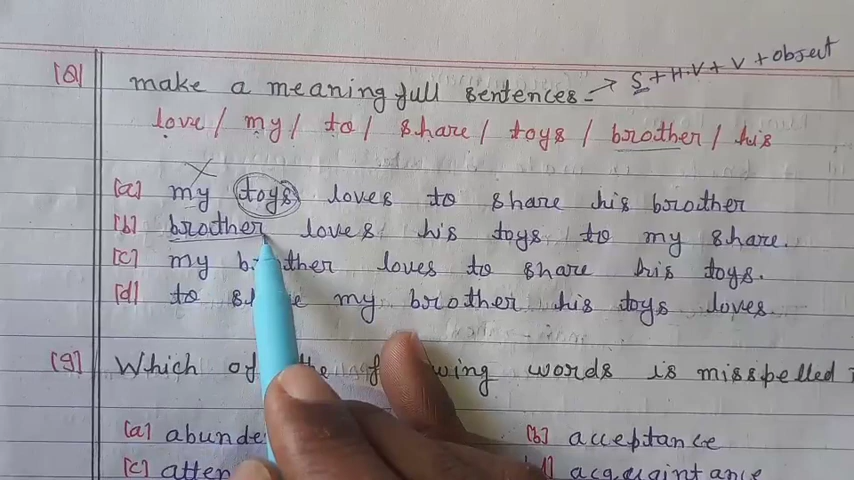 [Q] make a meaning full sentences - → S + H.V + V + object
love / my / to / share / toys / brother / his
[a] my toys loves to share his brother
[b] brother loves his toys to my share.
[c] my brother loves to share his toys.
[d] to my brother his toys loves
[9] Which of the words is misspelled
[a] [b] acceptance
[c] acquaintance